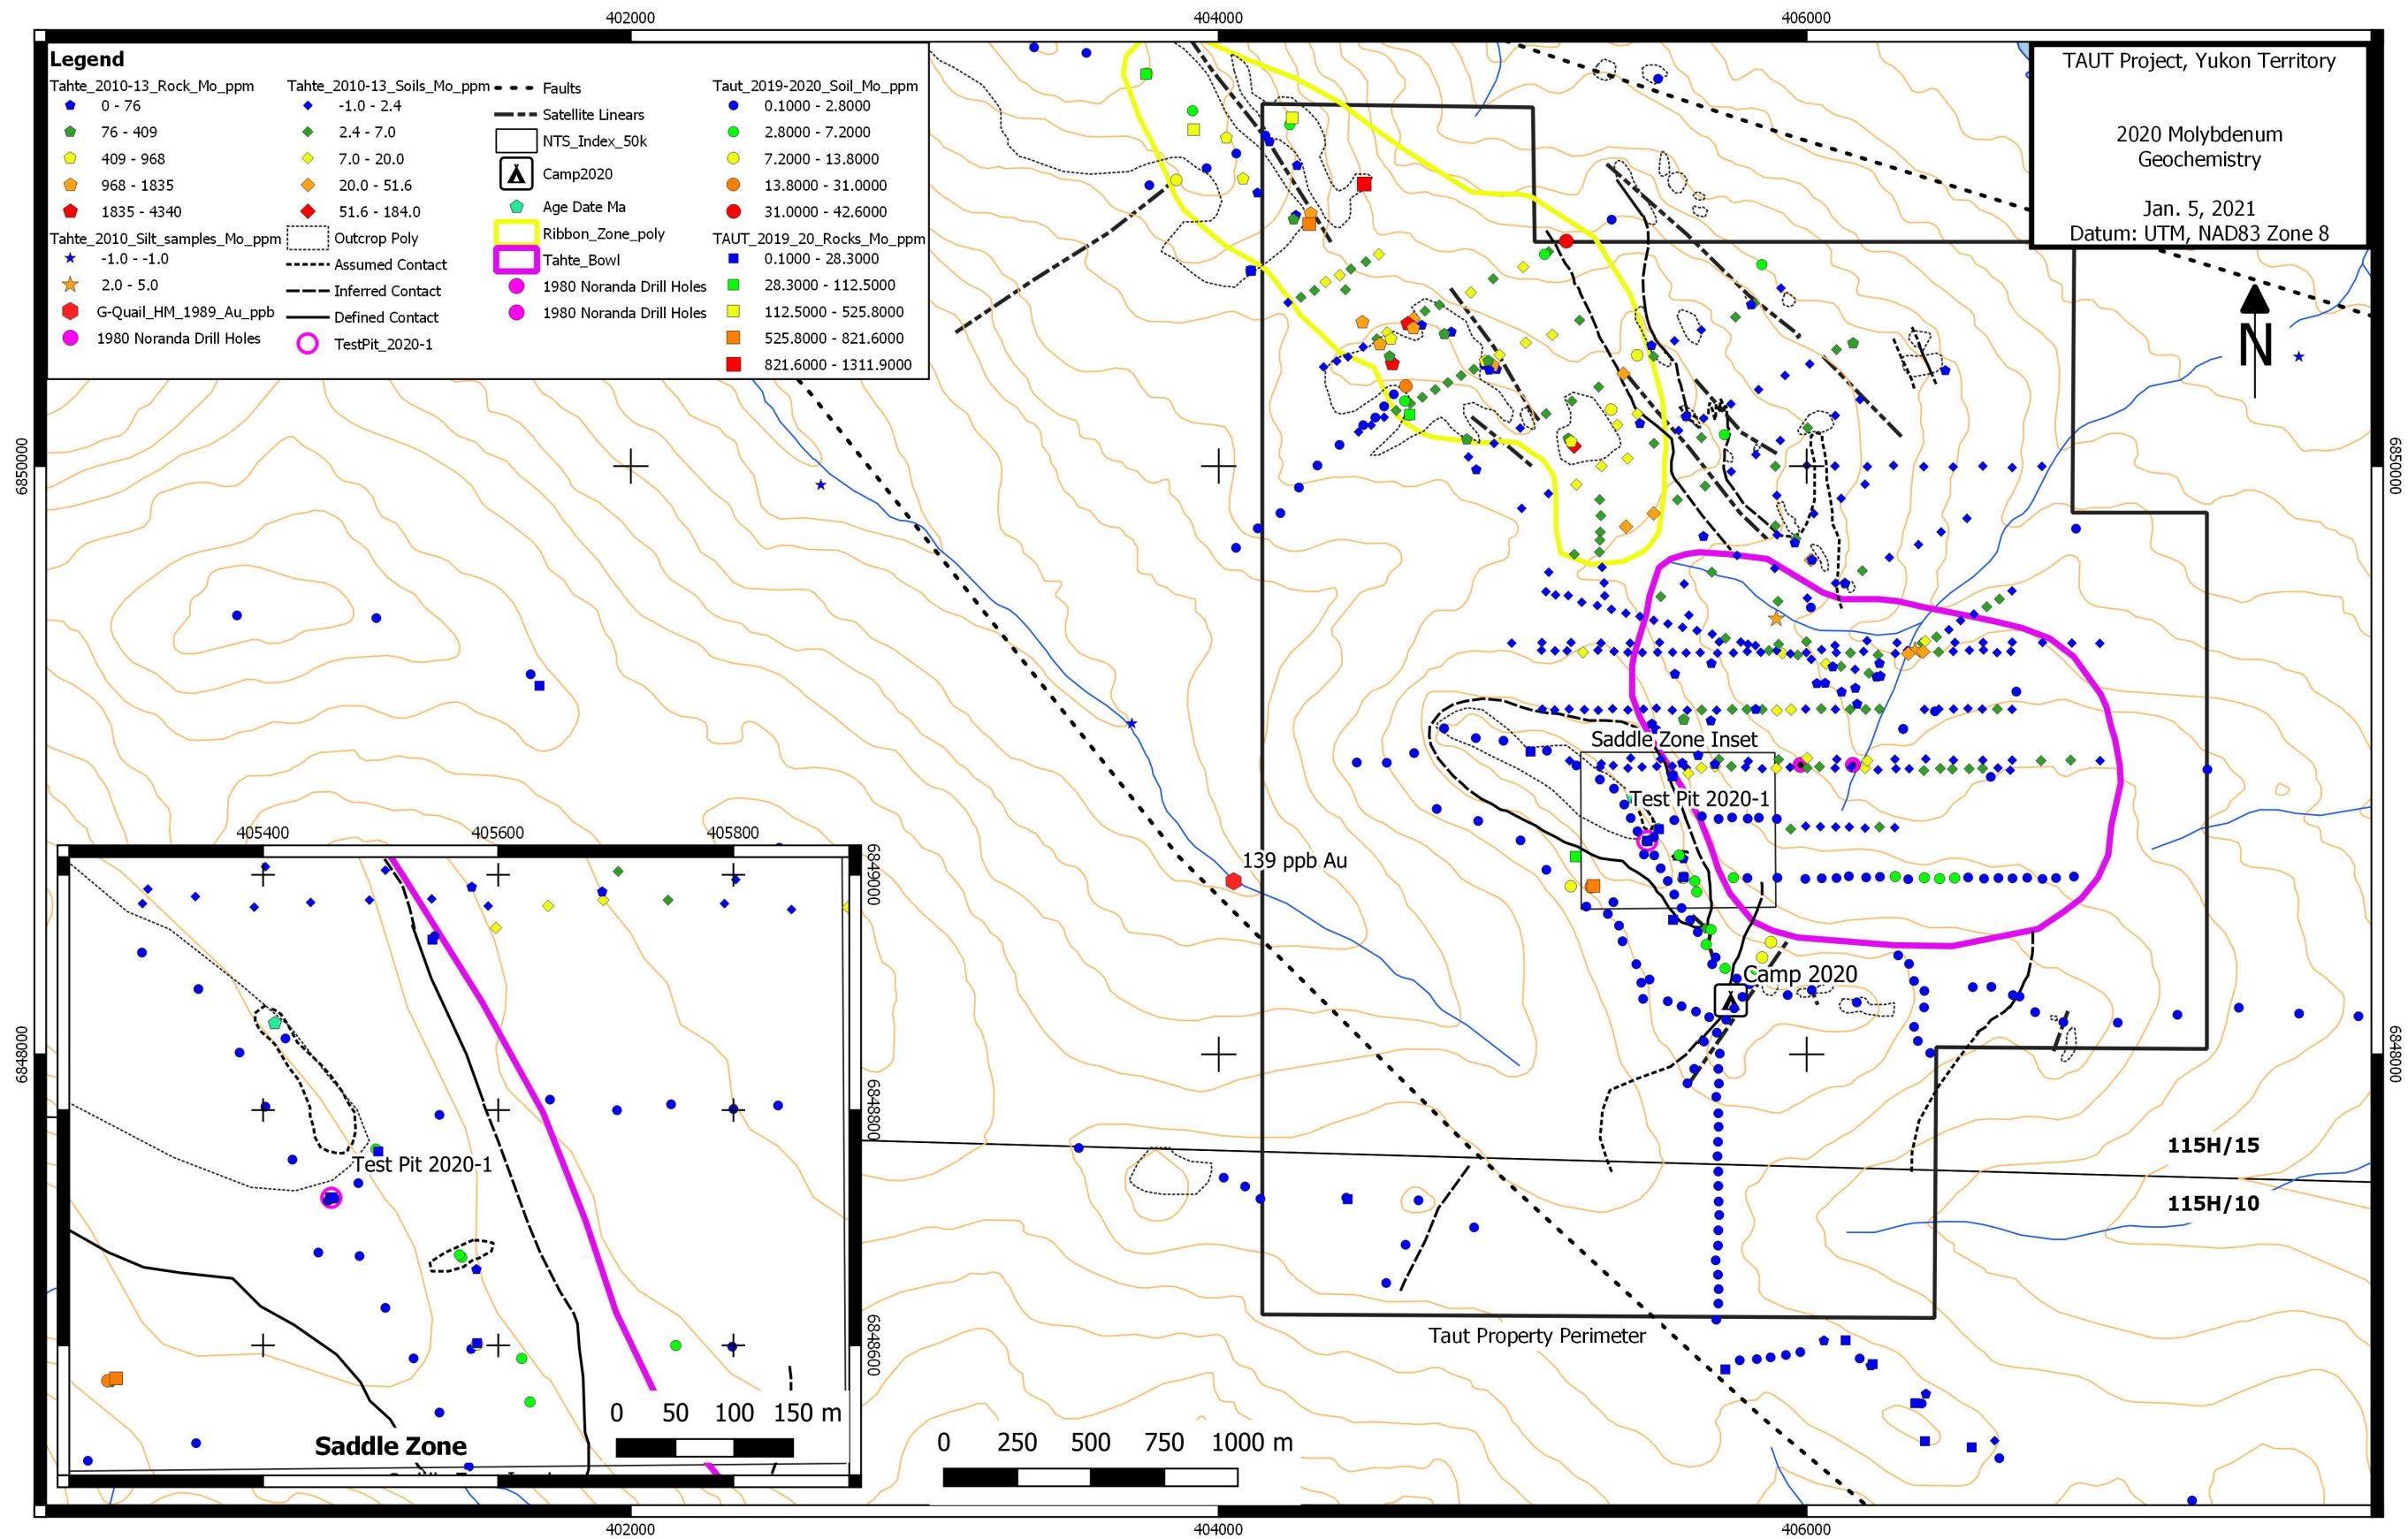 402000
404000
406000
Legend
Tahte_2010-13_Rock_Mo_ppm
0 - 76
76 - 409
409 - 968
968 - 1835
1835 - 4340
Tahte_2010_Silt_samples_Mo_ppm
-1.0 - -1.0
2.0 - 5.0
G-Quail_HM_1989_Au_ppb
1980 Noranda Drill Holes
Tahte_2010-13_Soils_Mo_ppm
-1.0 - 2.4
2.4 - 7.0
7.0 - 20.0
20.0 - 51.6
51.6 - 184.0
Outcrop Poly
Assumed Contact
Inferred Contact
Defined Contact
TestPit_2020-1
Faults
Satellite Linears
NTS_Index_50k
Camp2020
Age Date Ma
Ribbon_Zone_poly
Tahte_Bowl
1980 Noranda Drill Holes
1980 Noranda Drill Holes
Taut_2019-2020_Soil_Mo_ppm
0.1000 - 2.8000
2.8000 - 7.2000
7.2000 - 13.8000
13.8000 - 31.0000
31.0000 - 42.6000
TAUT_2019_20_Rocks_Mo_ppm
0.1000 - 28.3000
28.3000 - 112.5000
112.5000 - 525.8000
525.8000 - 821.6000
821.6000 - 1311.9000
TAUT Project, Yukon Territory
2020 Molybdenum
Geochemistry
Jan. 5, 2021
Datum: UTM, NAD83 Zone 8
N
6850000
6850000
Saddle Zone Inset
Test Pit 2020-1
139 ppb Au
Camp 2020
6848000
6848000
115H/15
115H/10
Taut Property Perimeter
405400
405600
405800
6849000
6848800
6848600
Test Pit 2020-1
Saddle Zone
0 50 100 150 m
0 250 500 750 1000 m
402000
404000
406000